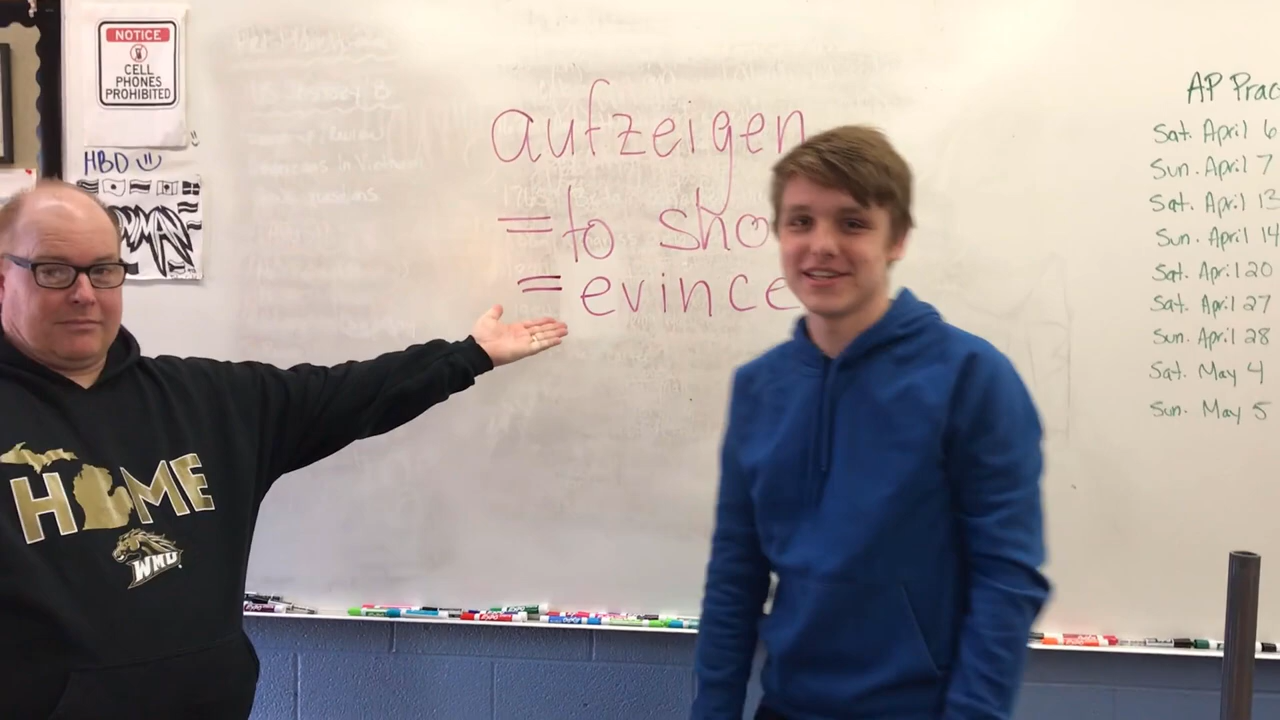 NOTICE
CELL
PHONES
PROHIBITED
HBD
aufzeigen
= to sho
= evince
AP Prac
Sat. April 6
Sun. April 7
Sat. April 13
Sun. April 14
Sat. April 20
Sat. April 27
Sun. April 28
Sat. May 4
Sun. May 5
HOME
WMU